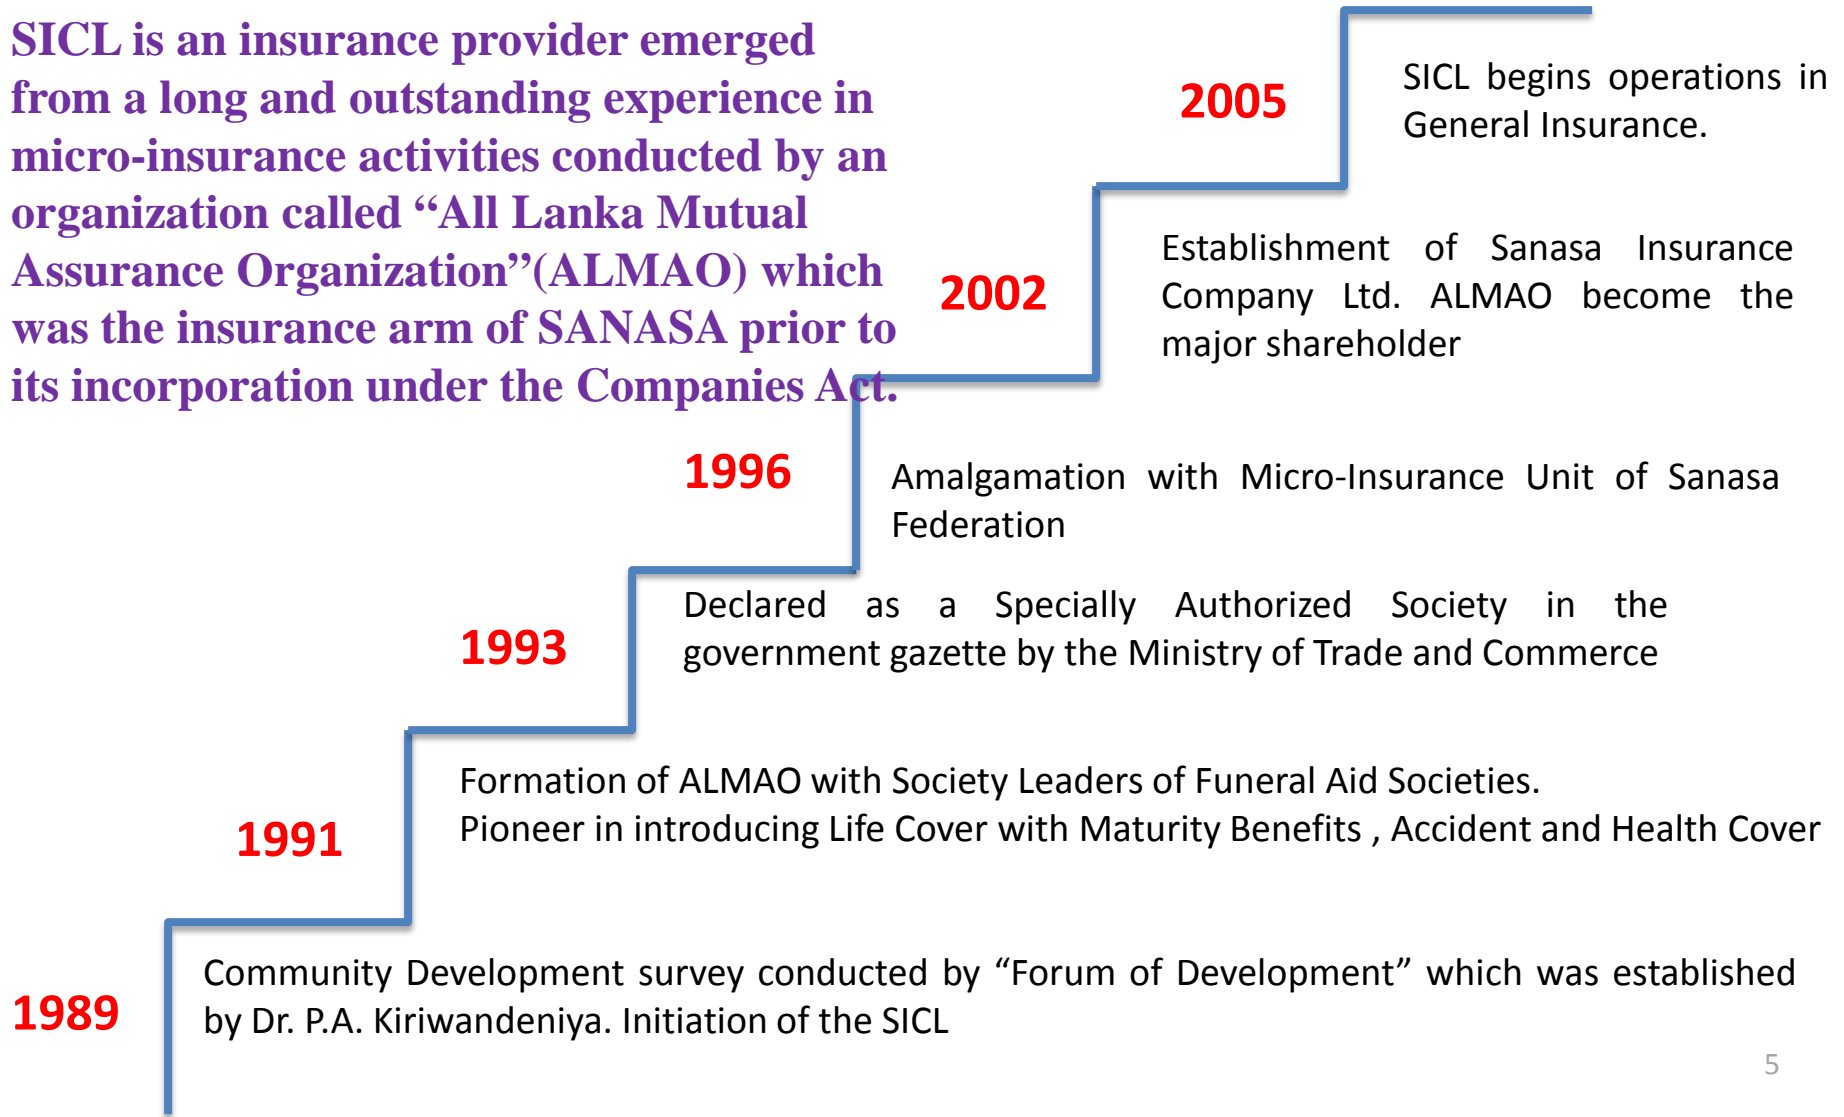 SICL is an insurance provider emerged
from a long and outstanding experience in
micro-insurance activities conducted by an
organization called “All Lanka Mutual
Assurance Organization”(ALMAO) which
was the insurance arm of SANASA prior to
its incorporation under the Companies Act.
2005
SICL begins operations in
General Insurance.
2002
Establishment of Sanasa Insurance
Company Ltd. ALMAO become the
major shareholder
1996
Amalgamation with Micro-Insurance Unit of Sanasa
Federation
1993
Declared as a Specially Authorized Society in the
government gazette by the Ministry of Trade and Commerce
1991
Formation of ALMAO with Society Leaders of Funeral Aid Societies.
Pioneer in introducing Life Cover with Maturity Benefits , Accident and Health Cover
1989
Community Development survey conducted by “Forum of Development” which was established
by Dr. P.A. Kiriwandeniya. Initiation of the SICL
5